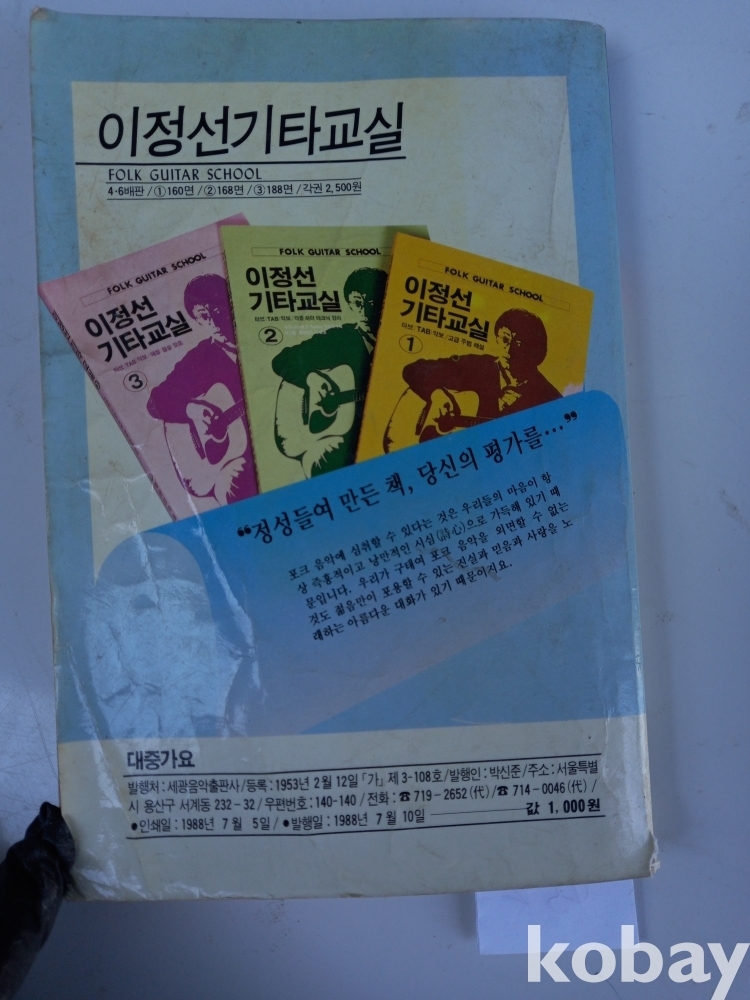 이정선기타교실
FOLK GUITAR SCHOOL
4·6배판/①160면/②168면/③188면/각권 2,500원
FOLK GUITAR SCHOOL
이정선
기타교실
③
FOLK GUITAR SCHOOL
이정선
기타교실
②
FOLK GUITAR SCHOOL
이정선
기타교실
타브·TAB·악보/고급 주법 해설
①
“정성들여 만든 책, 당신의 평가를…”
포크 음악에 심취할 수 있다는 것은 우리들의 마음이 항
상 즉흥적이고 낭만적인 시심(詩心)으로 가득해 있기 때
문입니다. 우리가 구태여 포크 음악을 외면할 수 없는
것도 젊음만이 포용할 수 있는 진실과 믿음과 사랑을 노
래하는 아름다운 대화가 있기 때문이지요.
대중가요
발행처:세광음악출판사/등록:1953년 2월 12일「가」제 3-108호/발행인:박신준/주소:서울특별
시 용산구 서계동 232-32/우편번호:140-140/전화:☎719-2652(代)/☎714-0046(代)/
●인쇄일:1988년 7월 5일/●발행일:1988년 7월 10일 값 1,000원
kobay